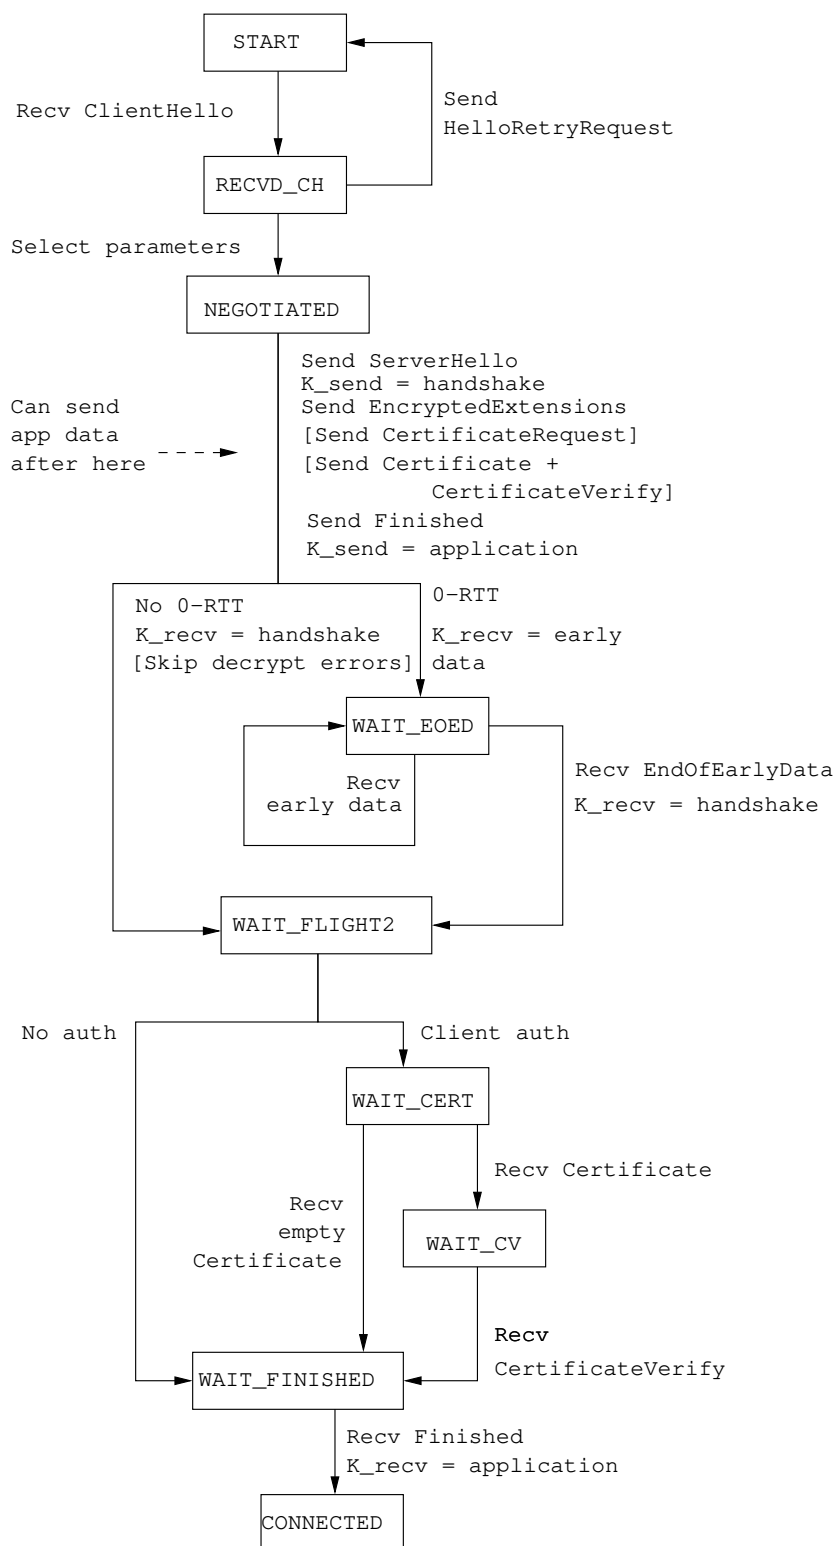 START
Recv ClientHello
Send
HelloRetryRequest
RECVD_CH
Select parameters
NEGOTIATED
Send ServerHello
K_send = handshake
Send EncryptedExtensions
[Send CertificateRequest]
[Send Certificate +
CertificateVerify]
Send Finished
K_send = application
Can send
app data
after here
No 0-RTT
K_recv = handshake
[Skip decrypt errors]
0-RTT
K_recv = early
data
WAIT_EOED
Recv
early data
Recv EndOfEarlyData
K_recv = handshake
WAIT_FLIGHT2
No auth
Client auth
WAIT_CERT
Recv Certificate
Recv
empty
Certificate
WAIT_CV
Recv
CertificateVerify
WAIT_FINISHED
Recv Finished
K_recv = application
CONNECTED